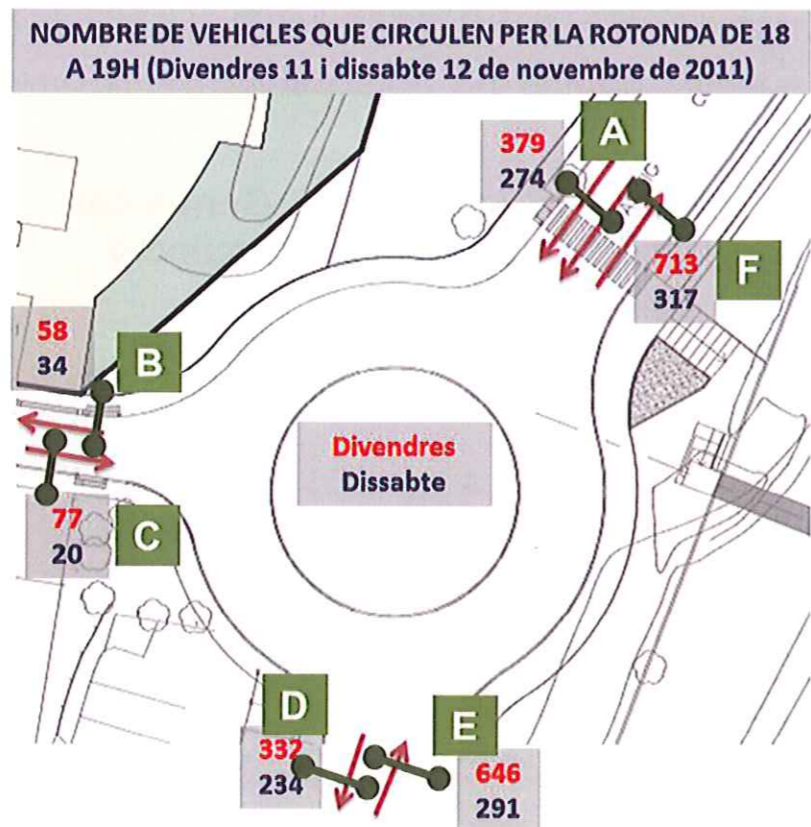 NOMBRE DE VEHICLES QUE CIRCULEN PER LA ROTONDA DE 18
A 19H (Divendres 11 i dissabte 12 de novembre de 2011)
379
274
A
713
317
F
58
34
B
Divendres
Dissabte
77
20
C
D
332
234
E
646
291